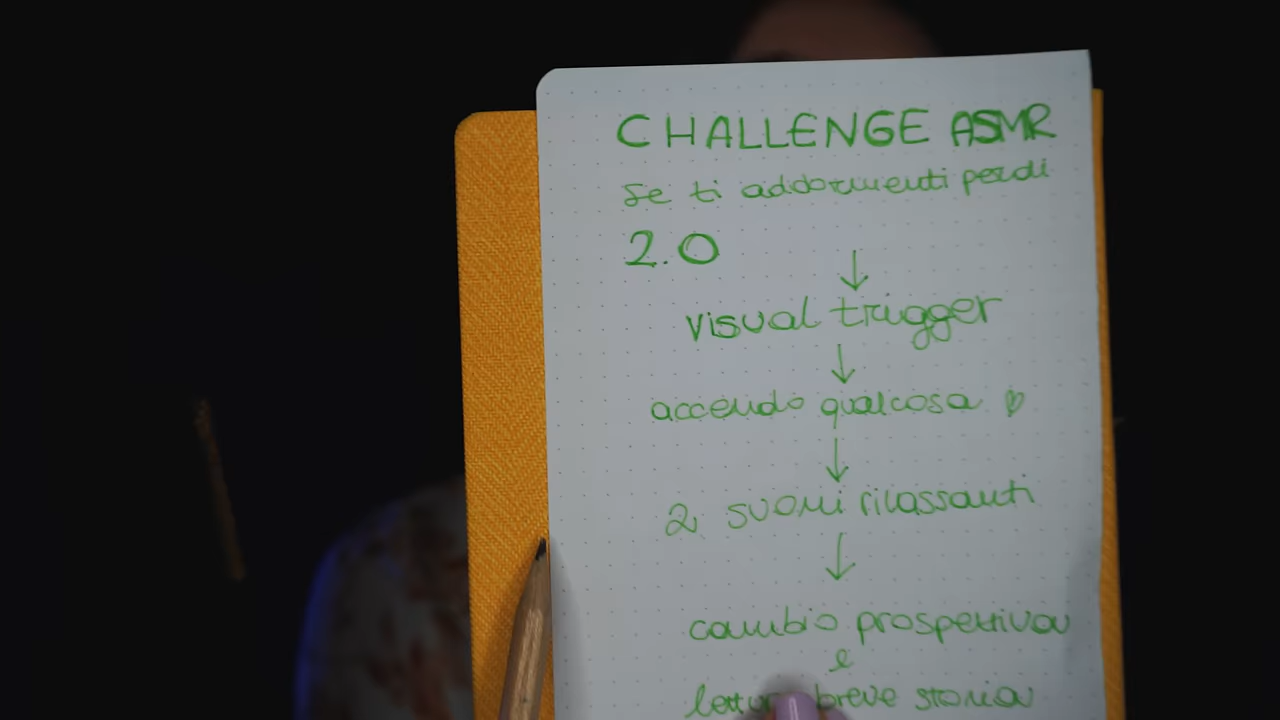 CHALLENGE ASMR
Se ti addormenti perdi
2.0
visual trigger
accendo qualcosa ♡
2 suoni rilassanti
cambio prospettiva
e
lettura breve storia